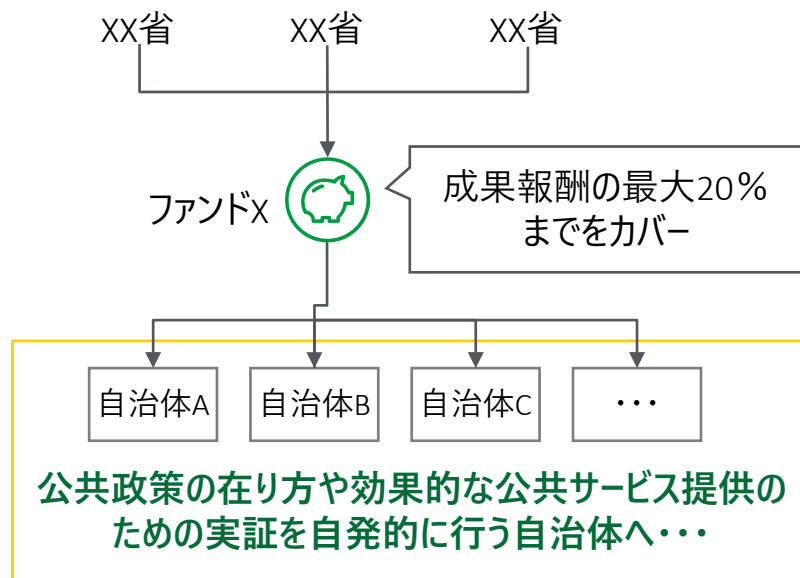 XX省
XX省
XX省
ファンドX
成果報酬の最大20％
までをカバー
自治体A
自治体B
自治体C
・・・
公共政策の在り方や効果的な公共サービス提供の
ための実証を自発的に行う自治体へ・・・